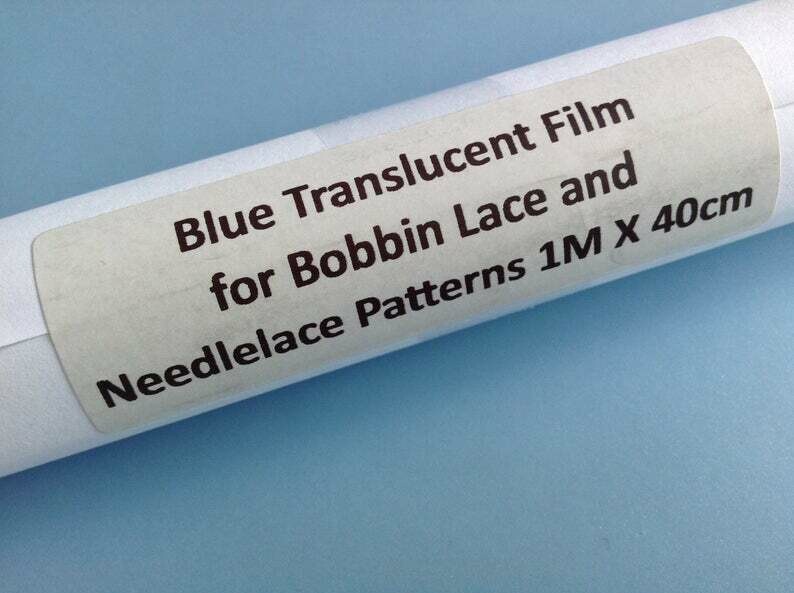 Blue Translucent Film
for Bobbin Lace and
Needlelace Patterns 1M X 40cm